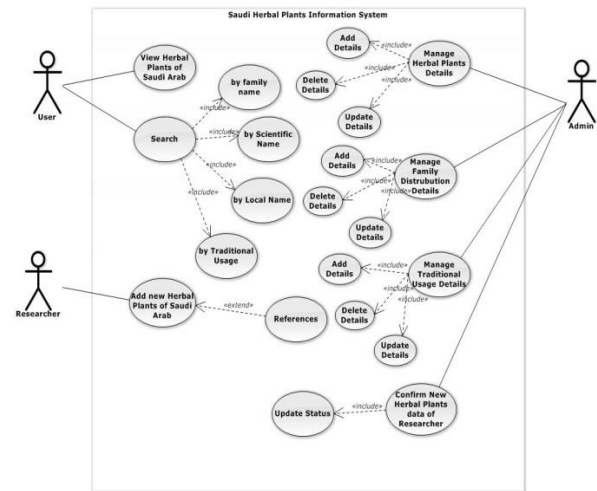 Saudi Herbal Plants Information System
View Herbal
Plants of
Saudi Arab
User
Search
by family
name
«include»
by Scientific
Name
«include»
by Local Name
«include»
by Traditional
Usage
«include»
Researcher
Add new Herbal
Plants of Saudi
Arab
«extend»
References
Add
Details
«include»
Manage
Herbal Plants
Details
Delete
Details
«include»
Update
Details
«include»
Admin
Add
Details
«include»
Manage
Family
Distrubution
Details
Delete
Details
«include»
Update
Details
«include»
Add
Details
«include»
Manage
Traditional
Usage Details
Delete
Details
«include»
«include»
Update
Details
Update Status
«include»
Confirm New
Herbal Plants
data of
Researcher